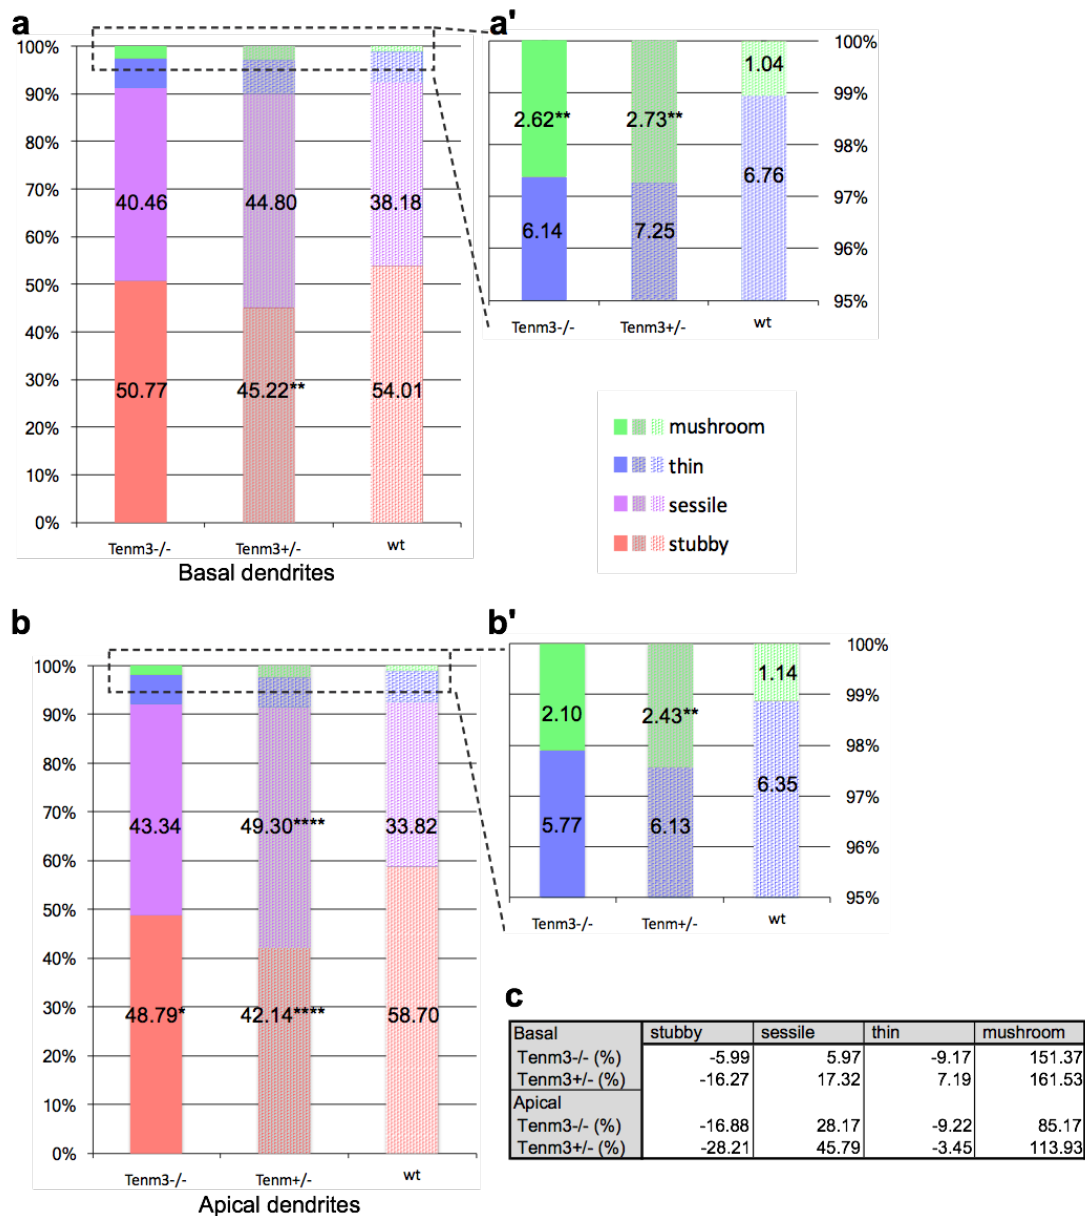 a
100%
90%
80%
70%
60%
50%
40%
30%
20%
10%
0%
40.46 44.80 38.18
50.77 45.22** 54.01
Tenm3-/- Tenm3+/- wt
Basal dendrites
a'
100%
99%
98%
97%
96%
95%
1.04
2.62** 2.73**
6.76
6.14 7.25
Tenm3-/- Tenm3+/- wt
mushroom
thin
sessile
stubby
b
100%
90%
80%
70%
60%
50%
40%
30%
20%
10%
0%
43.34 49.30**** 33.82
48.79* 42.14**** 58.70
Tenm3-/- Tenm+/- wt
Apical dendrites
b'
100%
99%
98%
97%
96%
95%
1.14
2.10 2.43**
6.35
5.77 6.13
Tenm3-/- Tenm+/- wt
c
Basal stubby sessile thin mushroom
Tenm3-/- (%) -5.99 5.97 -9.17 151.37
Tenm3+/- (%) -16.27 17.32 7.19 161.53
Apical
Tenm3-/- (%) -16.88 28.17 -9.22 85.17
Tenm3+/- (%) -28.21 45.79 -3.45 113.93